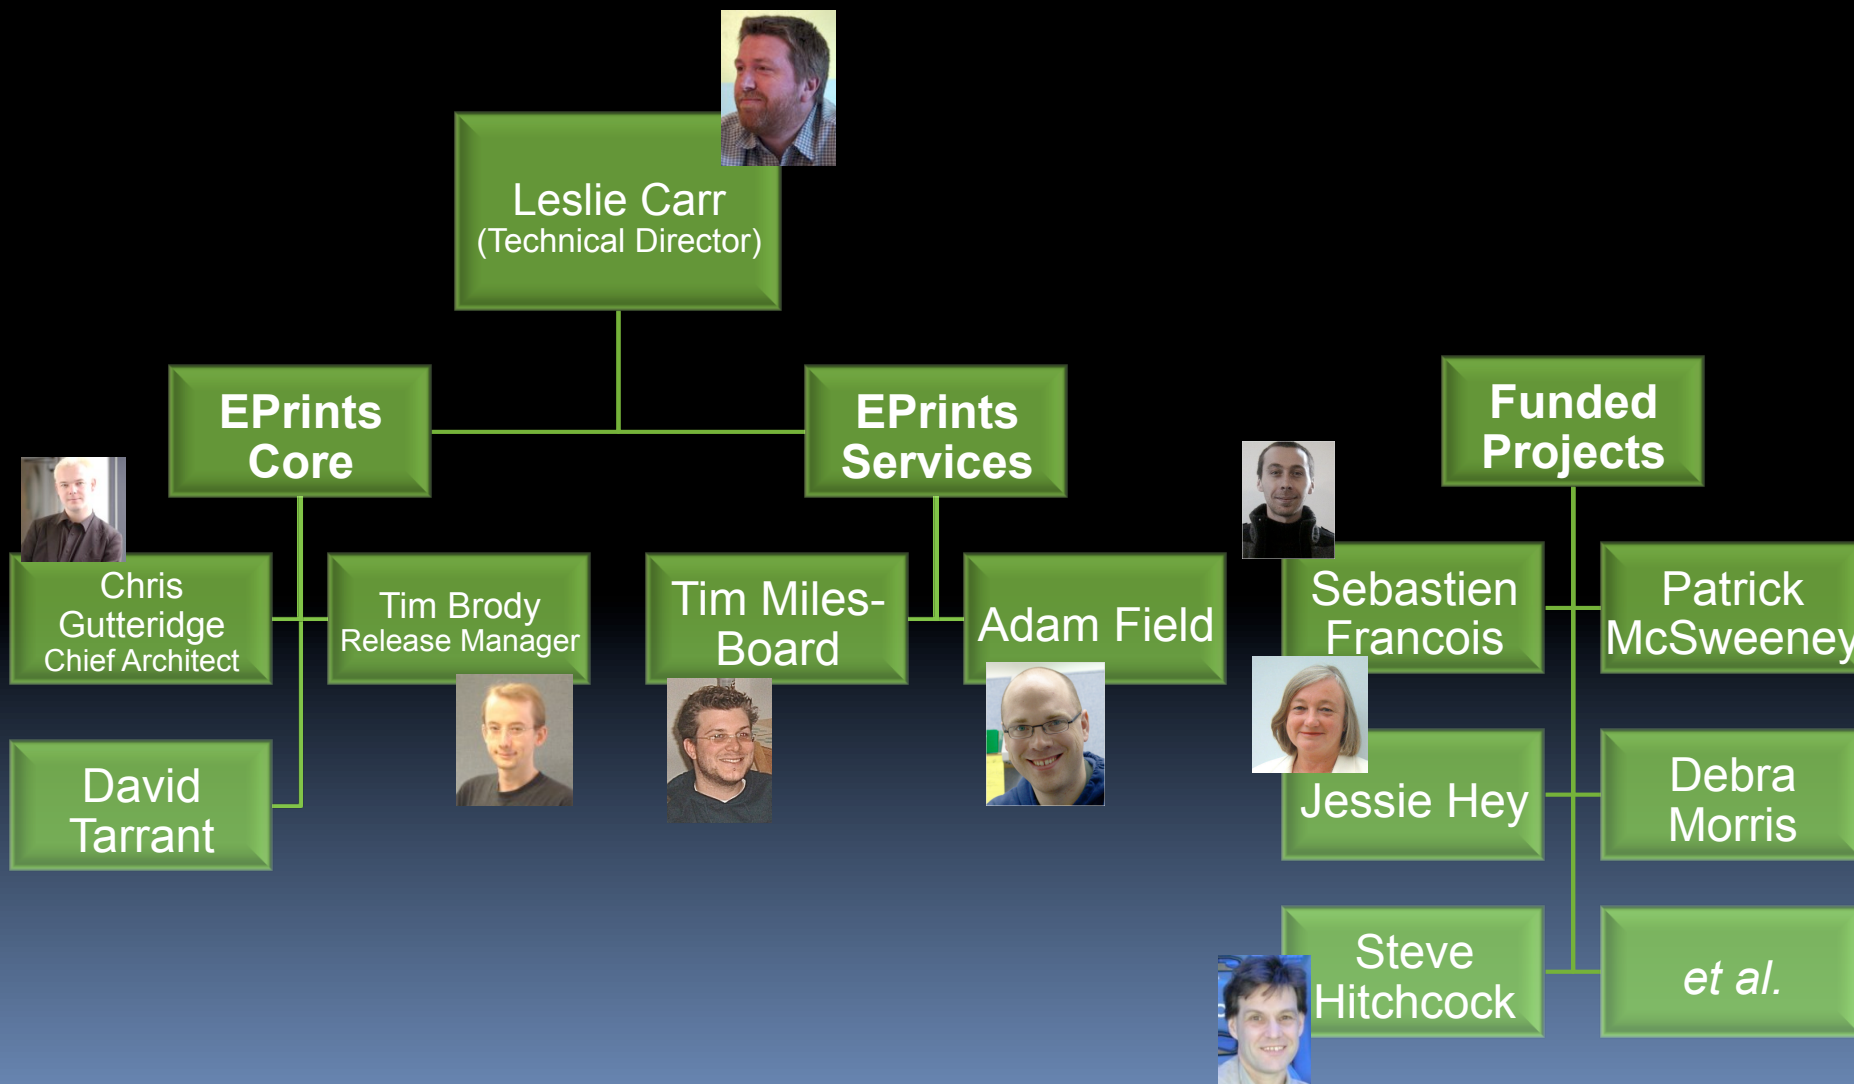 Leslie Carr
(Technical Director)
EPrints
Core
EPrints
Services
Funded
Projects
Chris
Gutteridge
Chief Architect
Tim Brody
Release Manager
Tim Miles-
Board
Adam Field
Sebastien
Francois
Patrick
McSweeney
David
Tarrant
Jessie Hey
Debra
Morris
Steve
Hitchcock
et al.